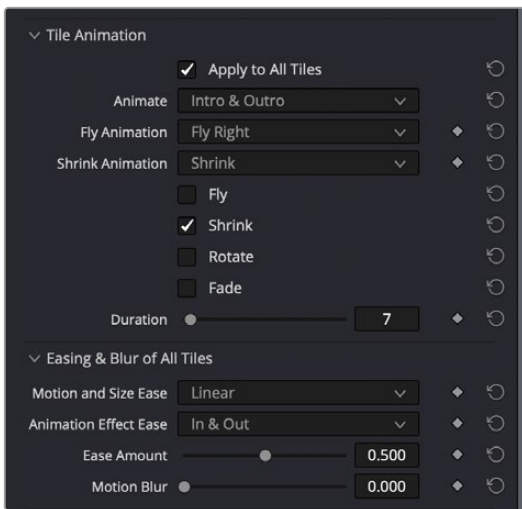 Tile Animation
Apply to All Tiles
Animate Intro & Outro
Fly Animation Fly Right
Shrink Animation Shrink
Fly
Shrink
Rotate
Fade
Duration 7
Easing & Blur of All Tiles
Motion and Size Ease Linear
Animation Effect Ease In & Out
Ease Amount 0.500
Motion Blur 0.000